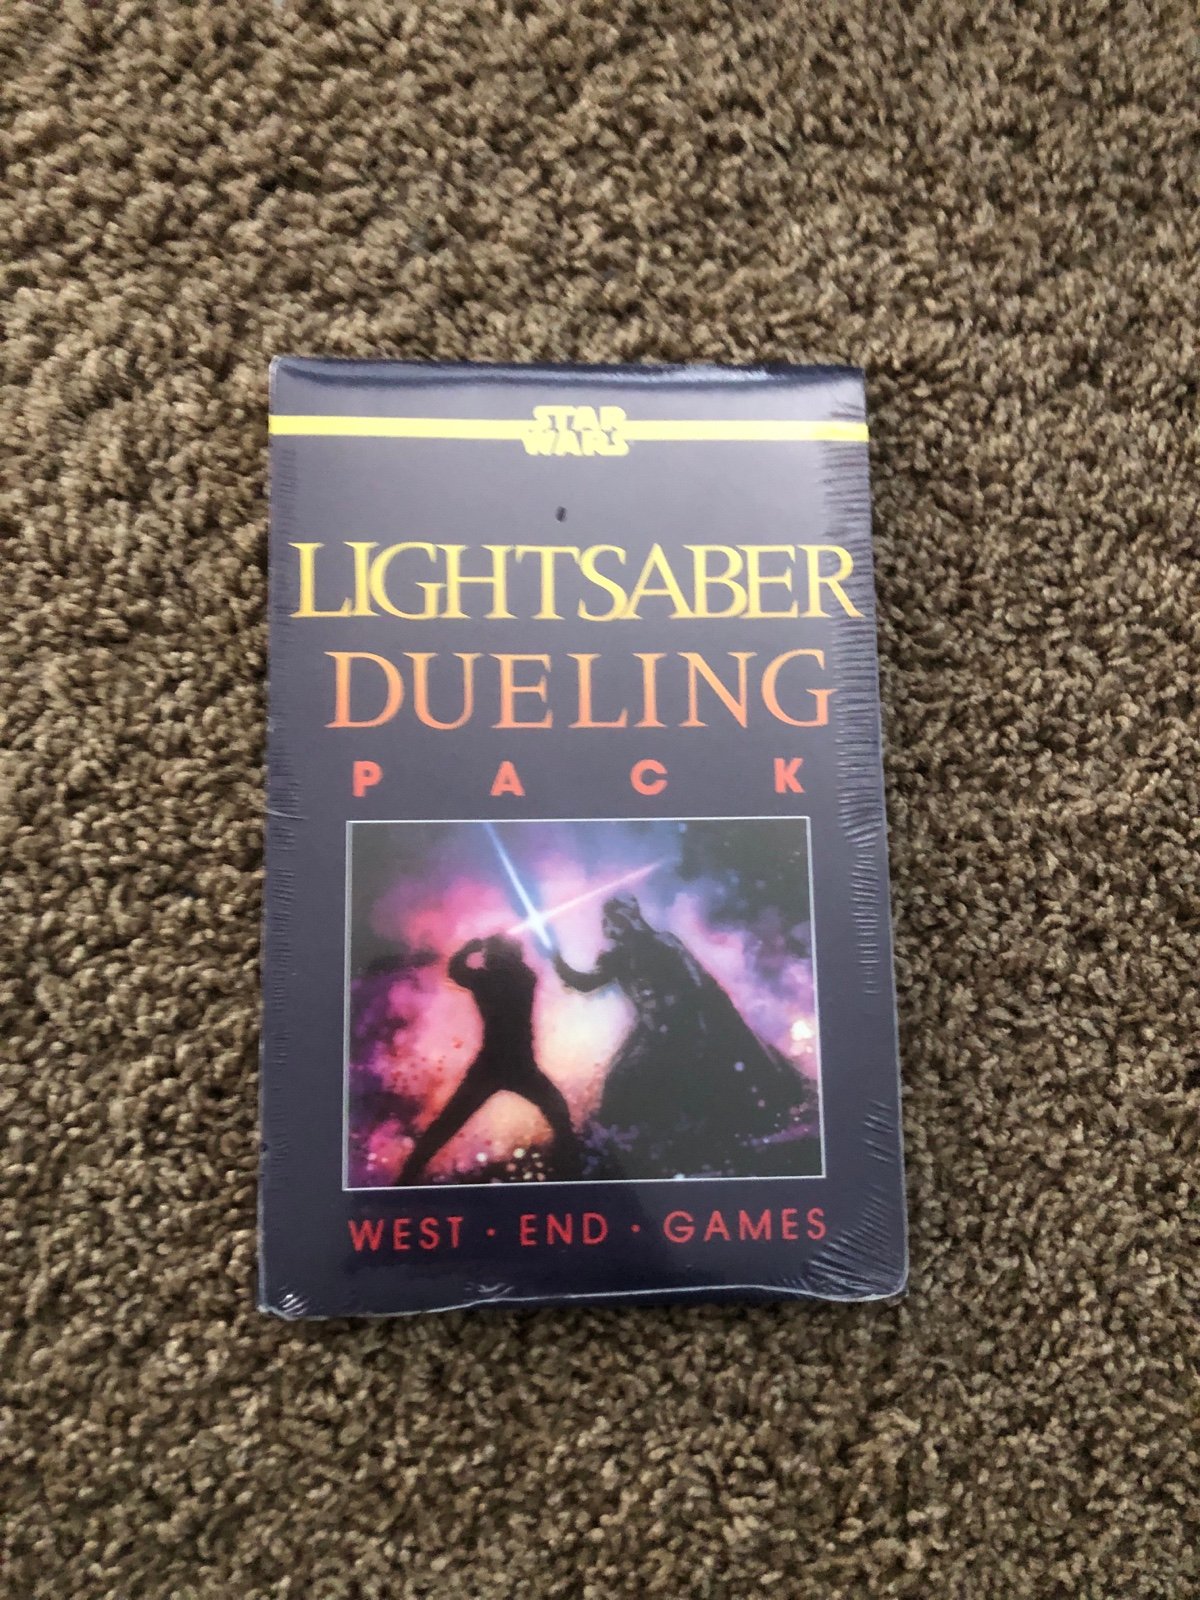 STAR
WARS
LIGHTSABER
DUELING
PACK
WEST · END · GAMES